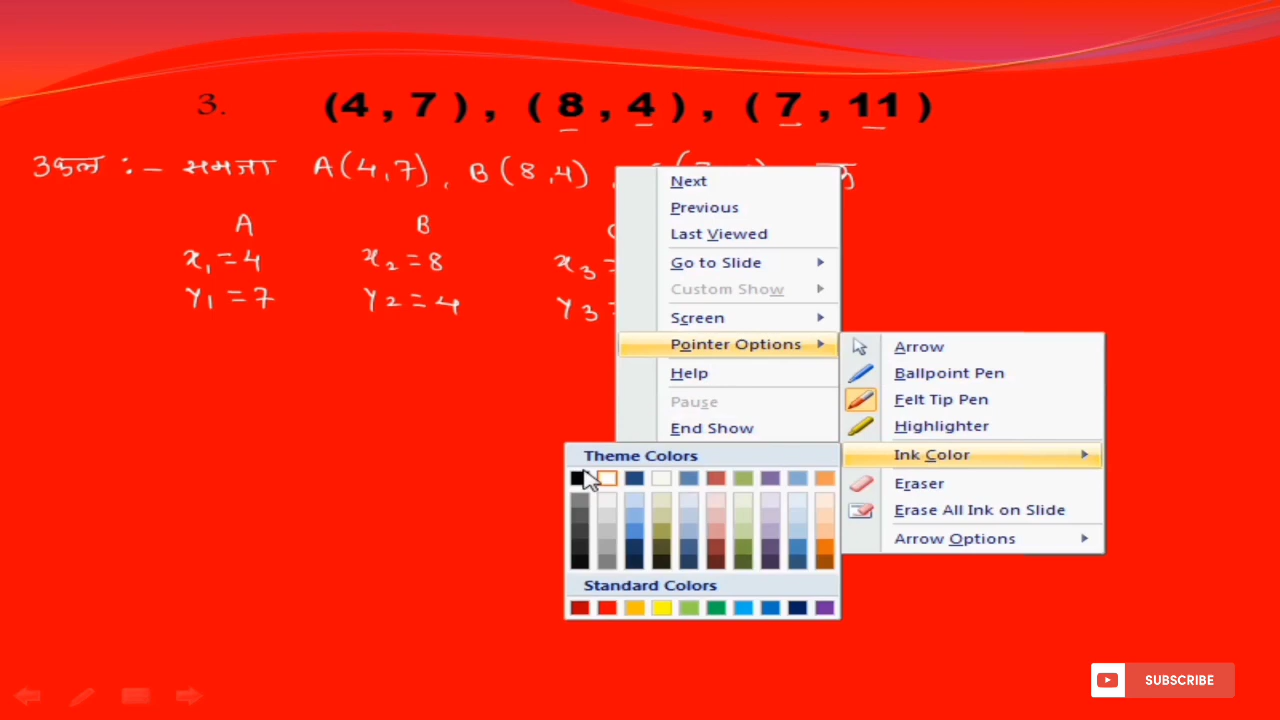 3. (4 , 7 ) , ( 8 , 4 ) , ( 7 , 11 )
उकल :- समजा A(4,7) , B(8,4)
A B
x₁ = 4 x₂ = 8 x₃ =
Y₁ = 7 Y₂ = 4 Y₃ =
Next
Previous
Last Viewed
Go to Slide
Custom Show
Screen
Pointer Options
Help
Pause
End Show
Arrow
Ballpoint Pen
Felt Tip Pen
Highlighter
Ink Color
Eraser
Erase All Ink on Slide
Arrow Options
Theme Colors
Standard Colors
SUBSCRIBE